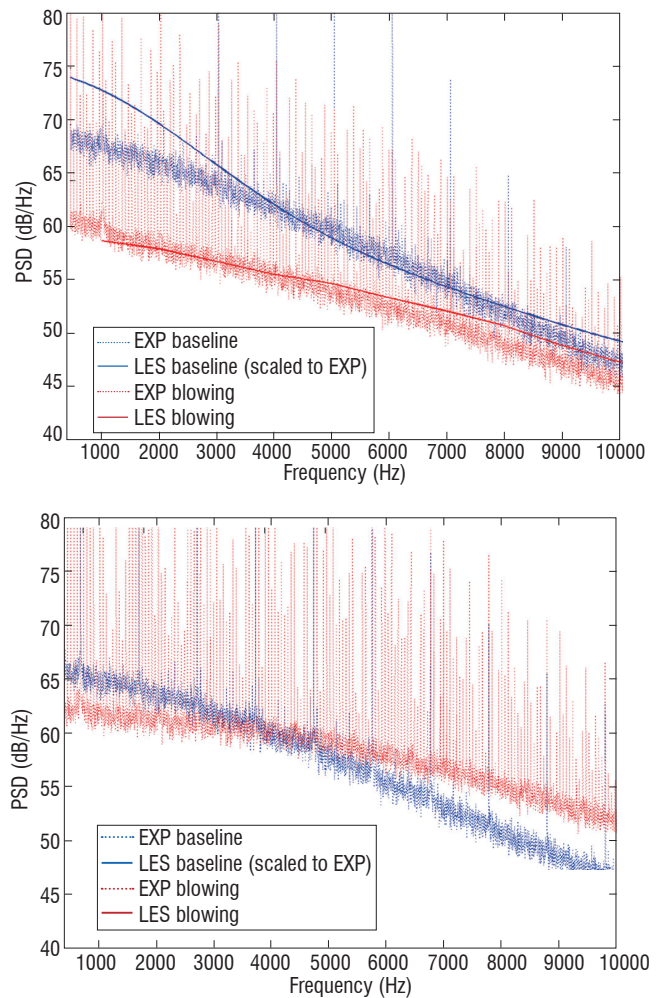 80
75
70
65
60
55
50
45
40
PSD (dB/Hz)
EXP baseline
LES baseline (scaled to EXP)
EXP blowing
LES blowing
1000 2000 3000 4000 5000 6000 7000 8000 9000 10000
Frequency (Hz)
80
75
70
65
60
55
50
45
40
PSD (dB/Hz)
EXP baseline
LES baseline (scaled to EXP)
EXP blowing
LES blowing
1000 2000 3000 4000 5000 6000 7000 8000 9000 10000
Frequency (Hz)